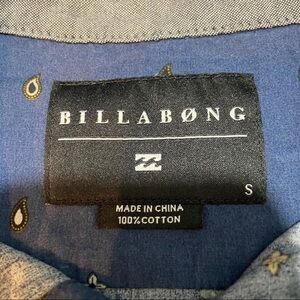 BILLABØNG
S
MADE IN CHINA
100% COTTON